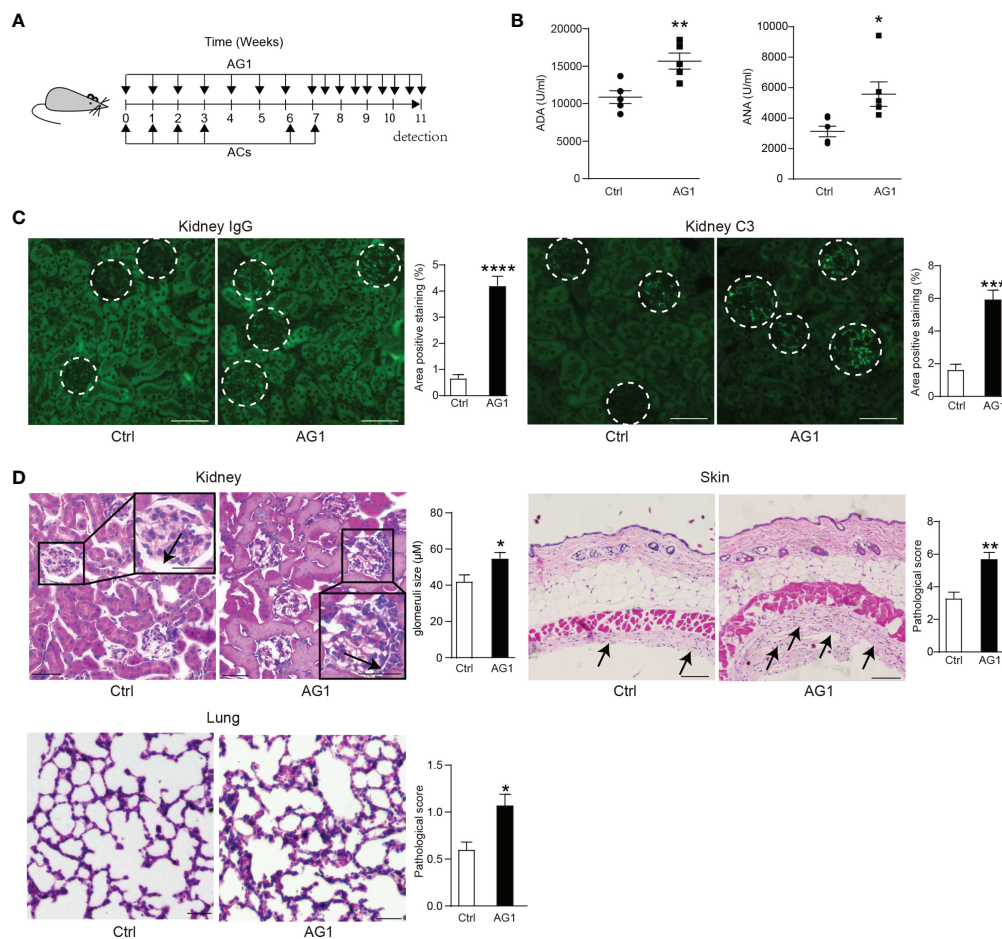 A
Time (Weeks)
AG1
0 1 2 3 4 5 6 7 8 9 10 11
detection
ACs
B
ADA (U/ml)
20000
15000
10000
5000
0
**
Ctrl AG1
ANA (U/ml)
10000
8000
6000
4000
2000
0
*
Ctrl AG1
C
Kidney IgG
Ctrl AG1
Area positive staining (%)
5
4
3
2
1
0
****
Ctrl AG1
Kidney C3
Ctrl AG1
Area positive staining (%)
8
6
4
2
0
***
Ctrl AG1
D
Kidney
Ctrl AG1
glomeruli size (μM)
80
60
40
20
0
*
Ctrl AG1
Skin
Ctrl AG1
Pathological score
8
6
4
2
0
**
Ctrl AG1
Lung
Ctrl AG1
Pathological score
1.5
1.0
0.5
0.0
*
Ctrl AG1